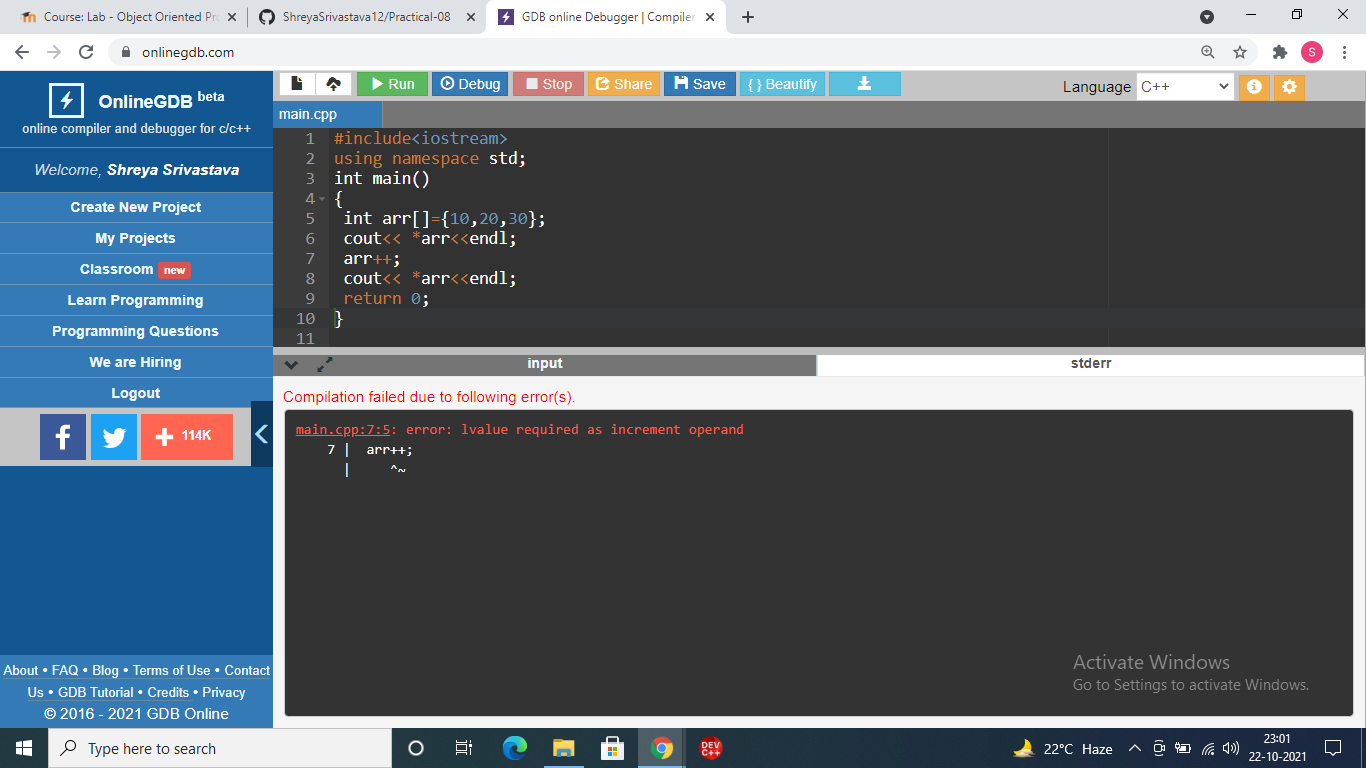 Course: Lab - Object Oriented Pr
ShreyaSrivastava12/Practical-08
GDB online Debugger | Compiler
onlinegdb.com
S
OnlineGDB beta
online compiler and debugger for c/c++
Welcome, Shreya Srivastava
Create New Project
My Projects
Classroom new
Learn Programming
Programming Questions
We are Hiring
Logout
f
+ 114K
About • FAQ • Blog • Terms of Use • Contact
Us • GDB Tutorial • Credits • Privacy
© 2016 - 2021 GDB Online
Run
Debug
Stop
Share
Save
{ } Beautify
Language C++
main.cpp
1 #include<iostream>
2 using namespace std;
3 int main()
4 {
5 int arr[]={10,20,30};
6 cout<< *arr<<endl;
7 arr++;
8 cout<< *arr<<endl;
9 return 0;
10 }
11
input
stderr
Compilation failed due to following error(s).
main.cpp:7:5: error: lvalue required as increment operand
7 | arr++;
| ^~
Activate Windows
Go to Settings to activate Windows.
Type here to search
DEV C++
22°C Haze
23:01
22-10-2021